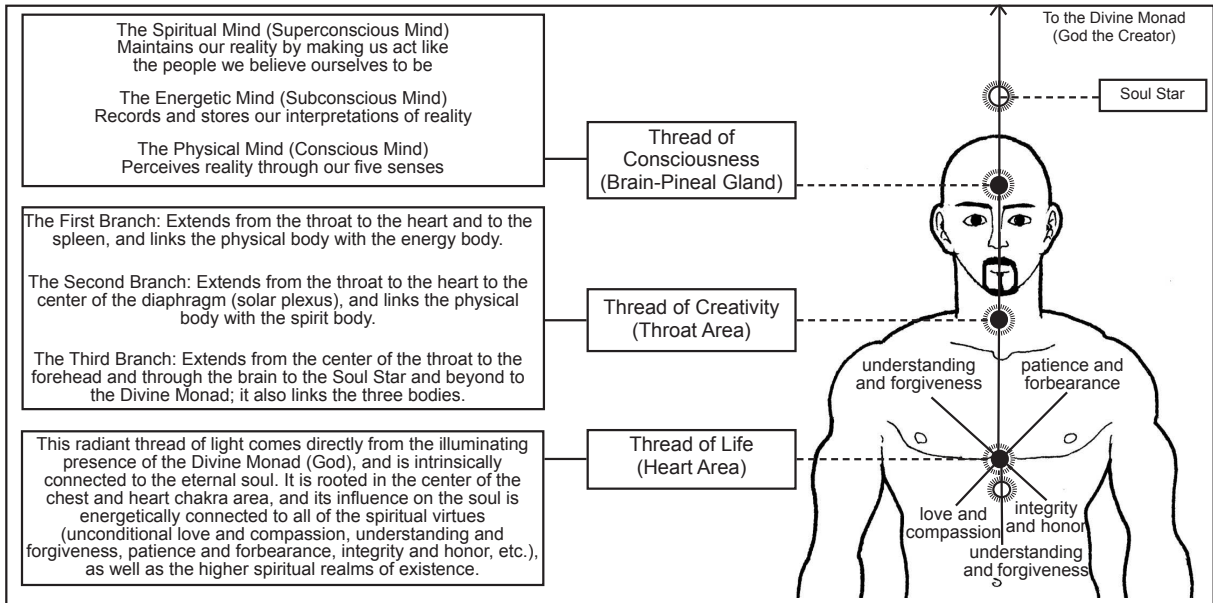 The Spiritual Mind (Superconscious Mind)
Maintains our reality by making us act like
the people we believe ourselves to be
The Energetic Mind (Subconscious Mind)
Records and stores our interpretations of reality
The Physical Mind (Conscious Mind)
Perceives reality through our five senses
Thread of
Consciousness
(Brain-Pineal Gland)
To the Divine Monad
(God the Creator)
Soul Star
The First Branch: Extends from the throat to the heart and to the
spleen, and links the physical body with the energy body.
The Second Branch: Extends from the throat to the heart to the
center of the diaphragm (solar plexus), and links the physical
body with the spirit body.
The Third Branch: Extends from the center of the throat to the
forehead and through the brain to the Soul Star and beyond to
the Divine Monad; it also links the three bodies.
Thread of Creativity
(Throat Area)
This radiant thread of light comes directly from the illuminating
presence of the Divine Monad (God), and is intrinsically
connected to the eternal soul. It is rooted in the center of the
chest and heart chakra area, and its influence on the soul is
energetically connected to all of the spiritual virtues
(unconditional love and compassion, understanding and
forgiveness, patience and forbearance, integrity and honor, etc.),
as well as the higher spiritual realms of existence.
Thread of Life
(Heart Area)
understanding
and forgiveness
patience and
forbearance
love and
compassion
integrity
and honor
understanding
and forgiveness